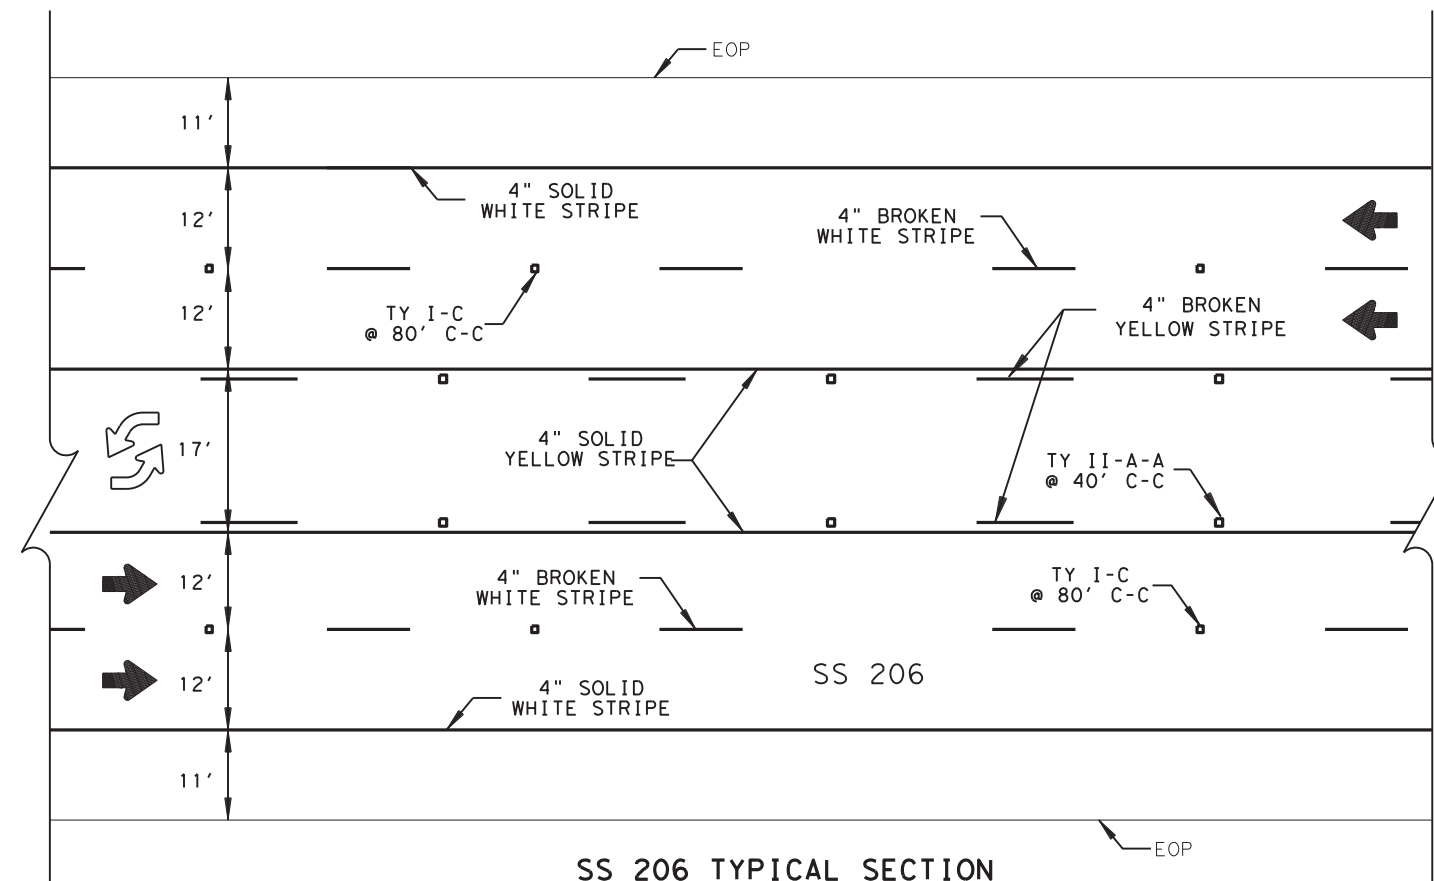 EOP
11'
4" SOLID
WHITE STRIPE
12'
4" BROKEN
WHITE STRIPE
12'
TY I-C
@ 80' C-C
4" BROKEN
YELLOW STRIPE
17'
4" SOLID
YELLOW STRIPE
TY II-A-A
@ 40' C-C
12'
4" BROKEN
WHITE STRIPE
TY I-C
@ 80' C-C
12'
4" SOLID
WHITE STRIPE
SS 206
11'
EOP
SS 206 TYPICAL SECTION